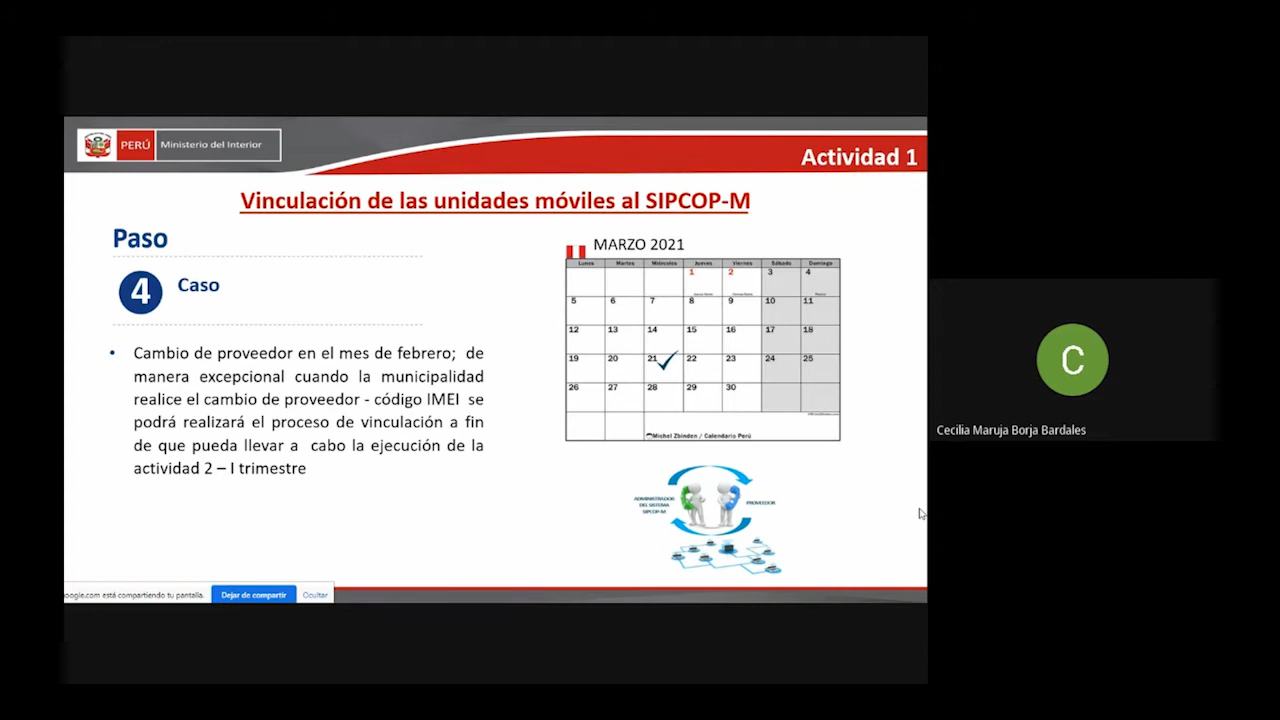 PERÚ Ministerio del Interior
Actividad 1
Vinculación de las unidades móviles al SIPCOP-M
Paso
4 Caso
• Cambio de proveedor en el mes de febrero; de
manera excepcional cuando la municipalidad
realice el cambio de proveedor - código IMEI se
podrá realizará el proceso de vinculación a fin
de que pueda llevar a cabo la ejecución de la
actividad 2 – I trimestre
MARZO 2021
Lunes Martes Miércoles Jueves Viernes Sábado Domingo
1 2 3 4
5 6 7 8 9 10 11
12 13 14 15 16 17 18
19 20 21 22 23 24 25
26 27 28 29 30
Michel Zbinden / Calendario Perú
ADMINISTRADOR
DEL SISTEMA
SIPCOP-M
PROVEEDOR
oogle.com está compartiendo tu pantalla. Dejar de compartir Ocultar
C
Cecilia Maruja Borja Bardales